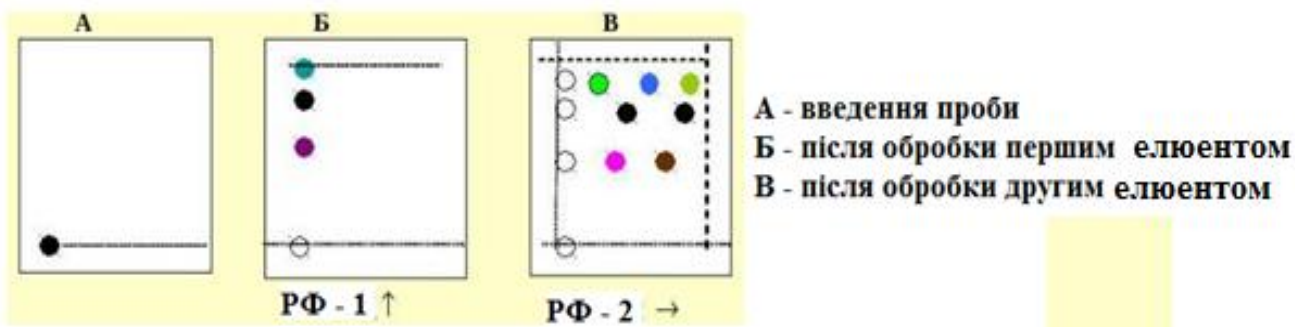 А
Б
В
А - введення проби
Б - після обробки першим елюентом
В - після обробки другим елюентом
РФ - 1 ↑
РФ - 2 →